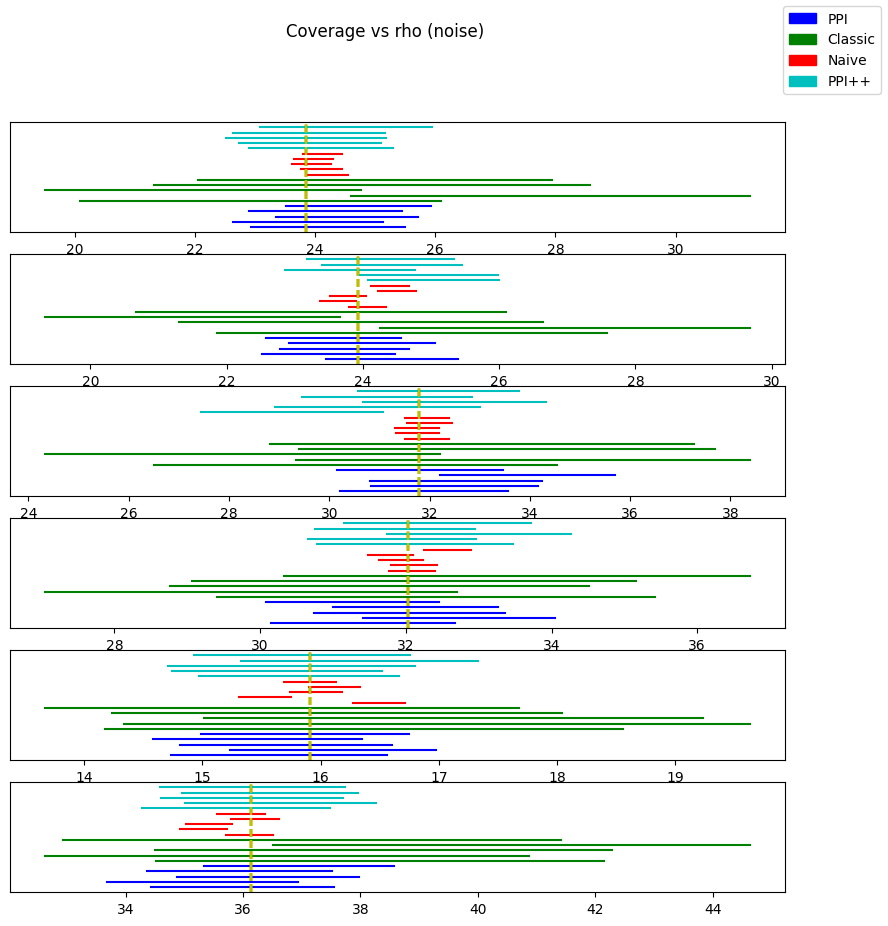 Coverage vs rho (noise)
PPI
Classic
Naive
PPI++
20 22 24 26 28 30
20 22 24 26 28 30
24 26 28 30 32 34 36 38
28 30 32 34 36
14 15 16 17 18 19
34 36 38 40 42 44